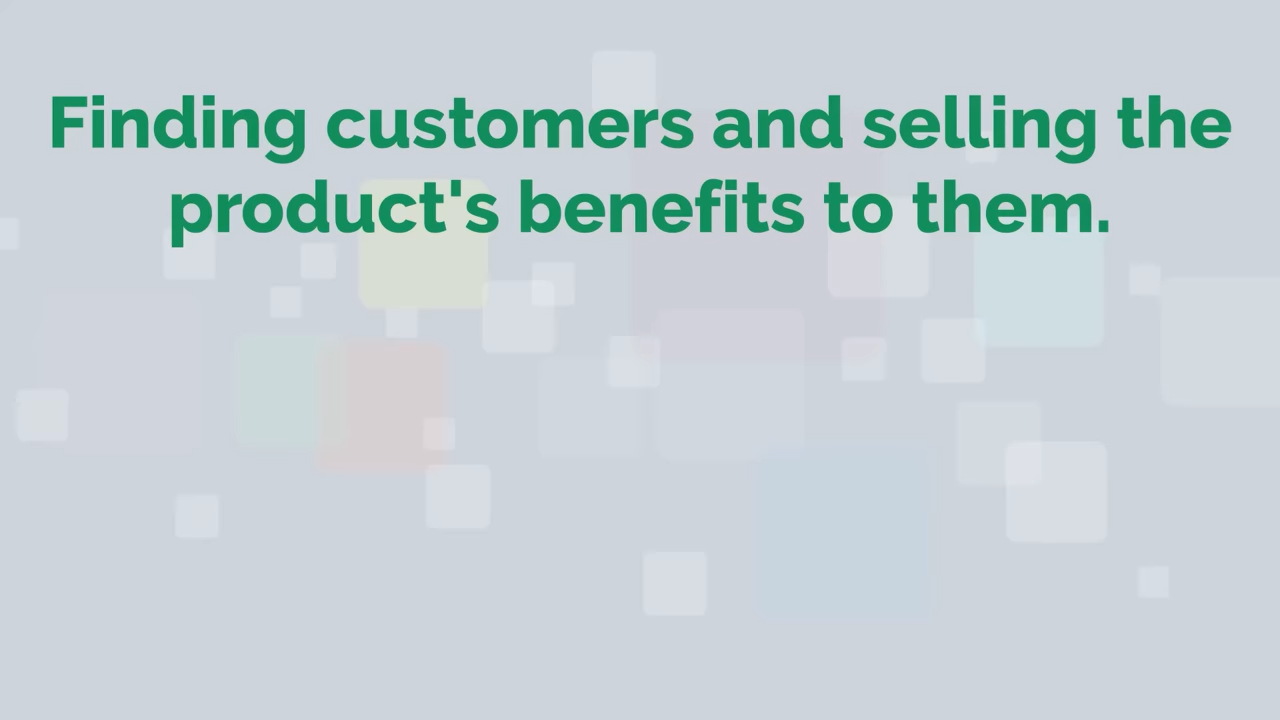 Finding customers and selling the
product's benefits to them.